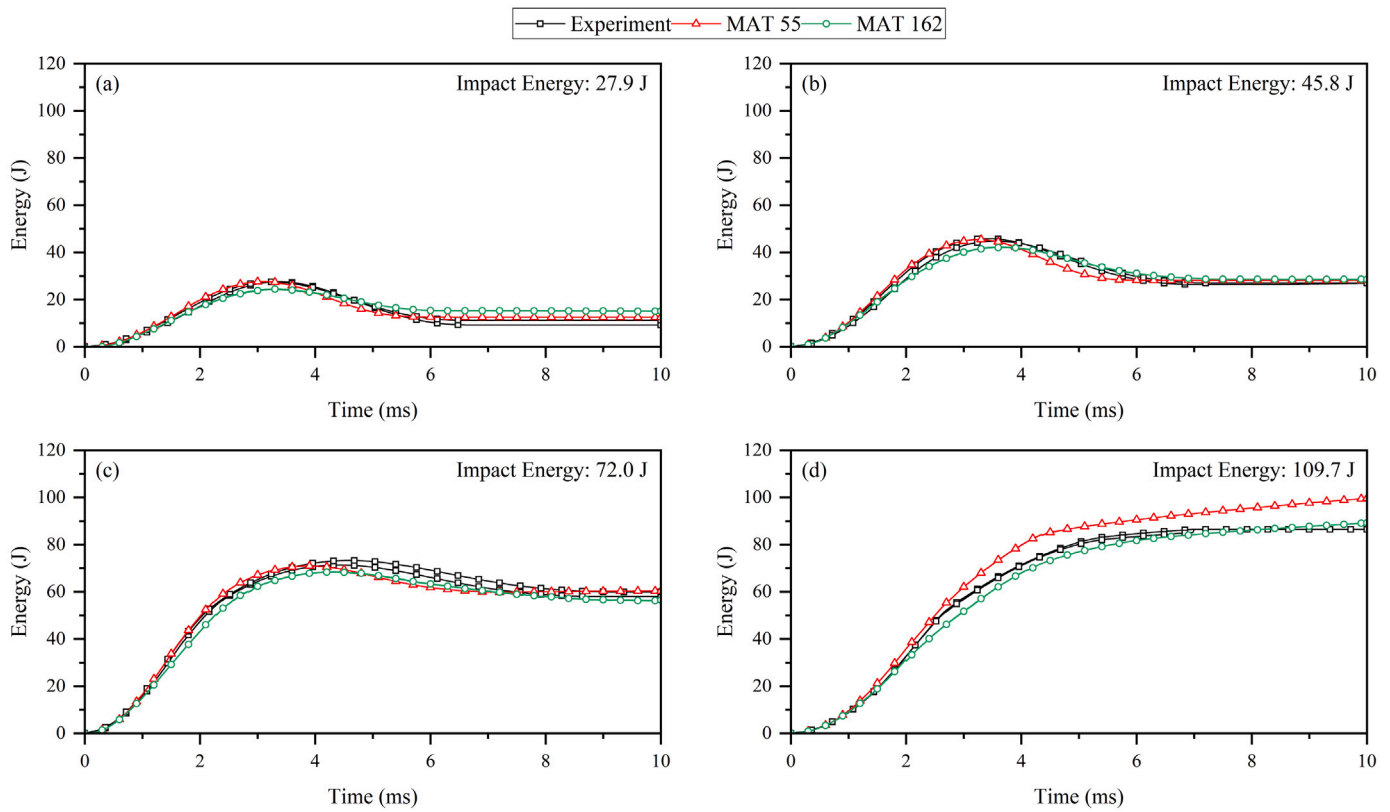 Experiment MAT 55 MAT 162
(a) Impact Energy: 27.9 J
120
100
80
60
40
20
0
Energy (J)
0 2 4 6 8 10
Time (ms)
(b) Impact Energy: 45.8 J
120
100
80
60
40
20
0
Energy (J)
0 2 4 6 8 10
Time (ms)
(c) Impact Energy: 72.0 J
120
100
80
60
40
20
0
Energy (J)
0 2 4 6 8 10
Time (ms)
(d) Impact Energy: 109.7 J
120
100
80
60
40
20
0
Energy (J)
0 2 4 6 8 10
Time (ms)